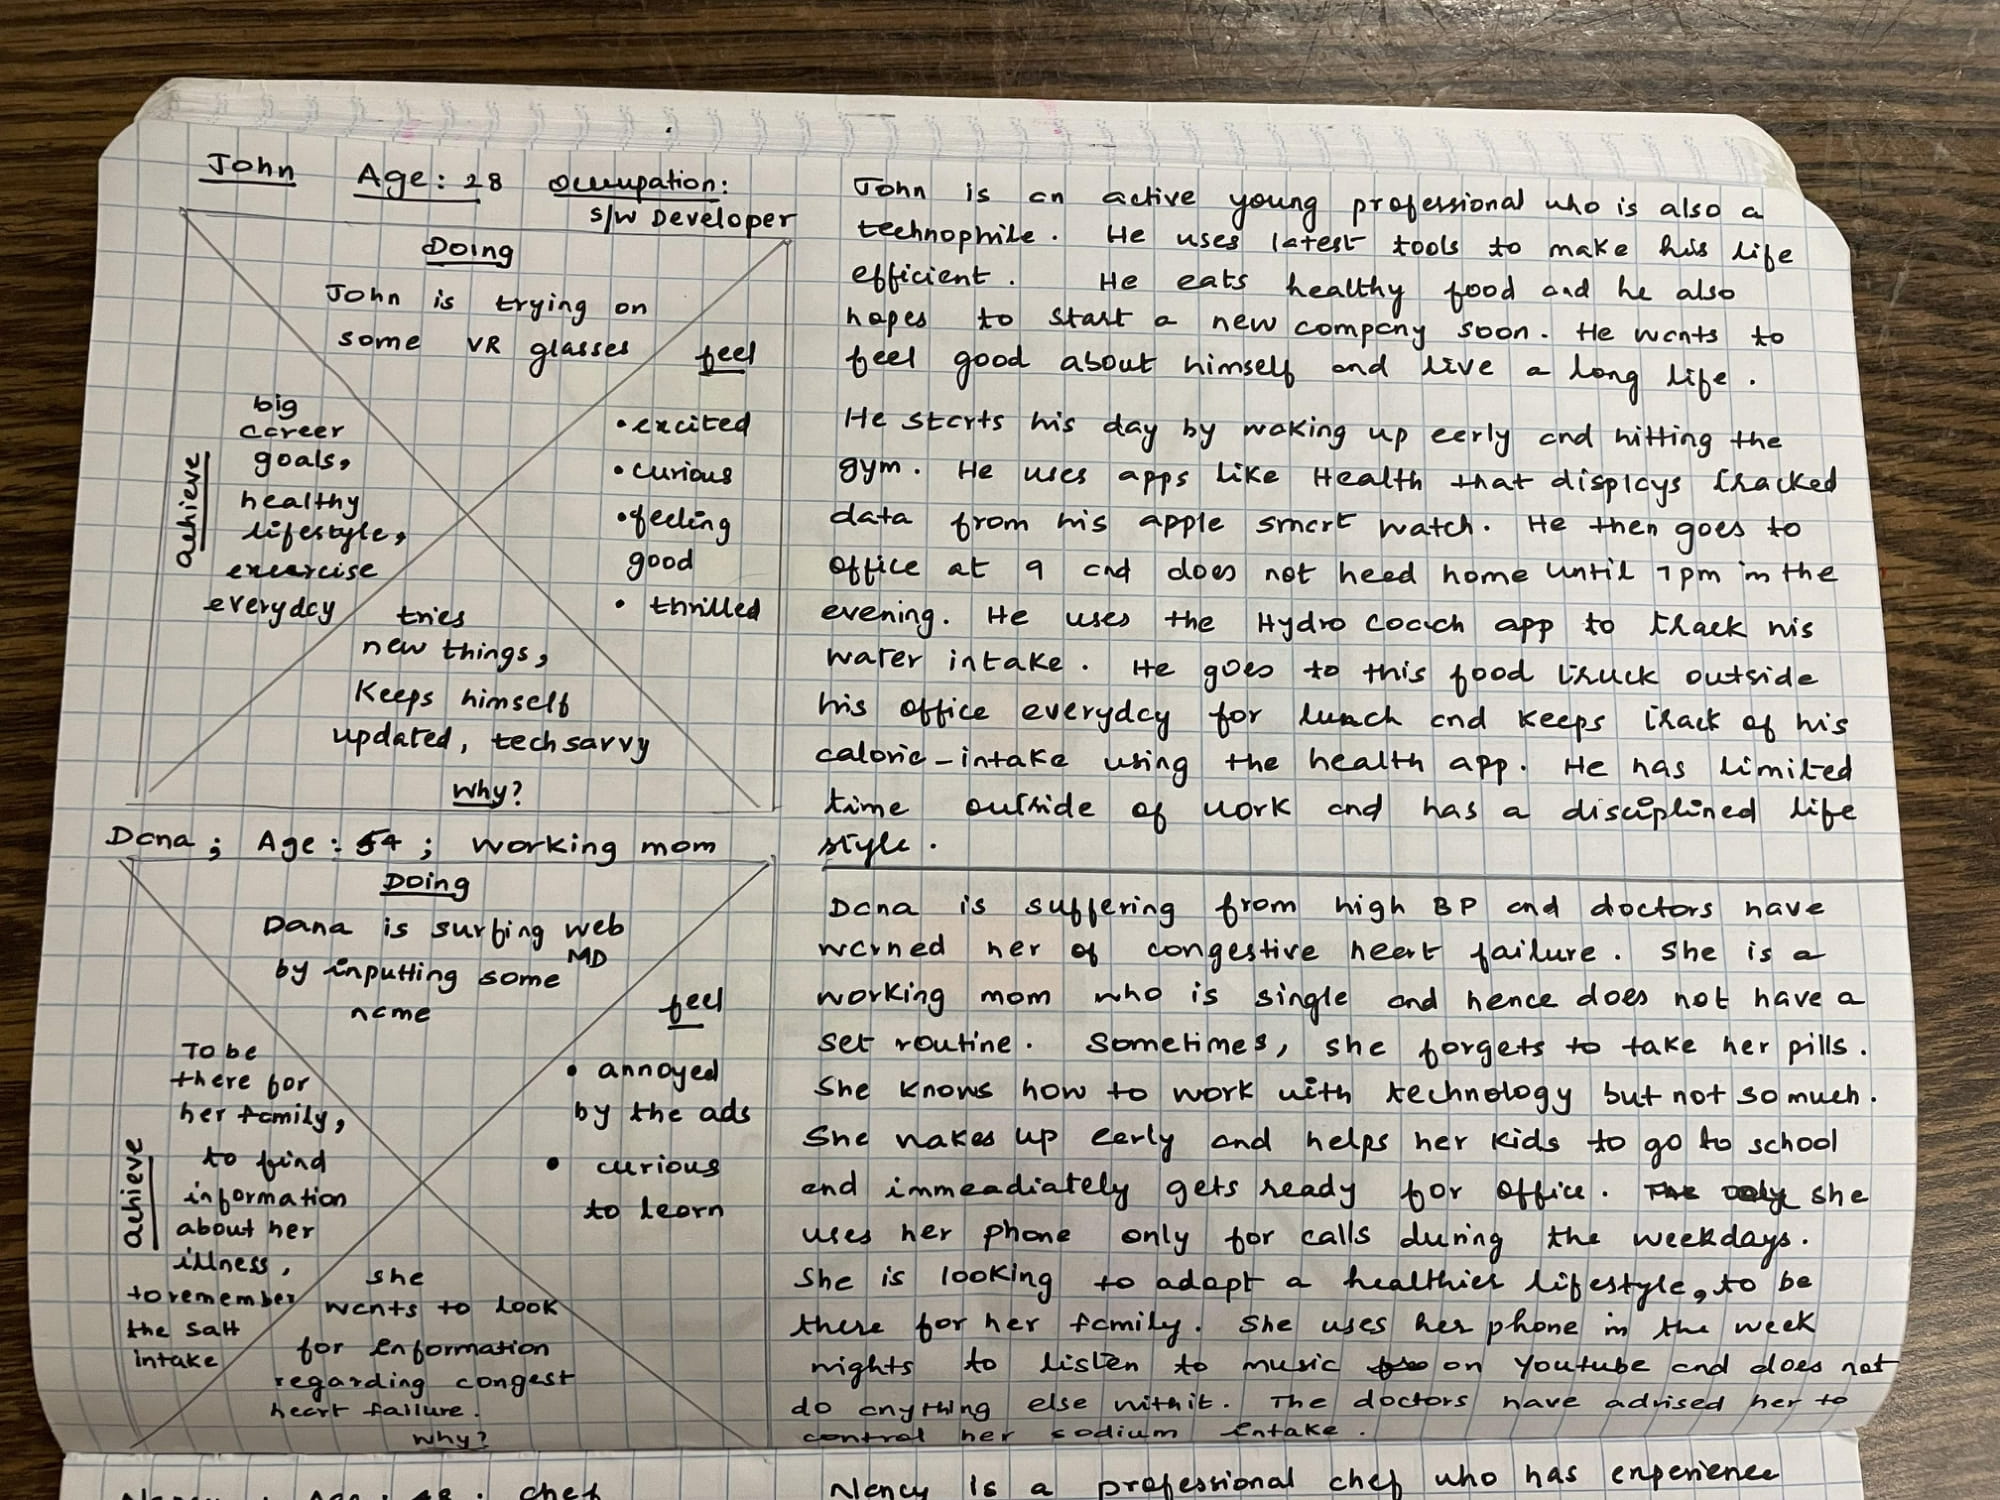 John Age: 28 occupation:
s/w Developer
Doing
John is trying on
some VR glasses
feel
• excited
• curious
• feeling
good
• thrilled
achieve
big
career
goals,
healthy
lifestyle,
exearcise
everyday
tries
new things,
Keeps himself
updated, tech savvy
why?
John is an active young professional who is also a
technophile. He uses latest tools to make his life
efficient. He eats healthy food and he also
hopes to start a new company soon. He wants to
feel good about himself and live a long life.
He starts his day by waking up early and hitting the
gym. He uses apps like Health that displays tracked
data from his apple smart watch. He then goes to
office at 9 and does not head home until 7pm in the
evening. He uses the Hydro Coach app to track his
water intake. He goes to this food truck outside
his office everyday for lunch and keeps track of his
calorie-intake using the health app. He has limited
time outside of work and has a disciplined life
style.
Dana; Age: 54; working mom
Doing
Dana is surfing web
MD
by inputting some
name
feel
• annoyed
by the ads
• curious
to learn
achieve
To be
there for
her family,
to find
information
about her
illness,
to remember
the salt
intake
she
wants to look
for information
regarding congest
heart failure.
why?
Dana is suffering from high BP and doctors have
warned her of congestive heart failure. She is a
working mom who is single and hence does not have a
set routine. Sometimes, she forgets to take her pills.
She knows how to work with technology but not so much.
She wakes up early and helps her kids to go to school
and immeadiately gets ready for office. she
uses her phone only for calls during the weekdays.
She is looking to adapt a healthier lifestyle, to be
there for her family. She uses her phone in the week
nights to listen to music on Youtube and does not
do anything else with it. The doctors have advised her to
control her sodium intake.
Nancy; Age: 48; chef
Nancy is a professional chef who has experience